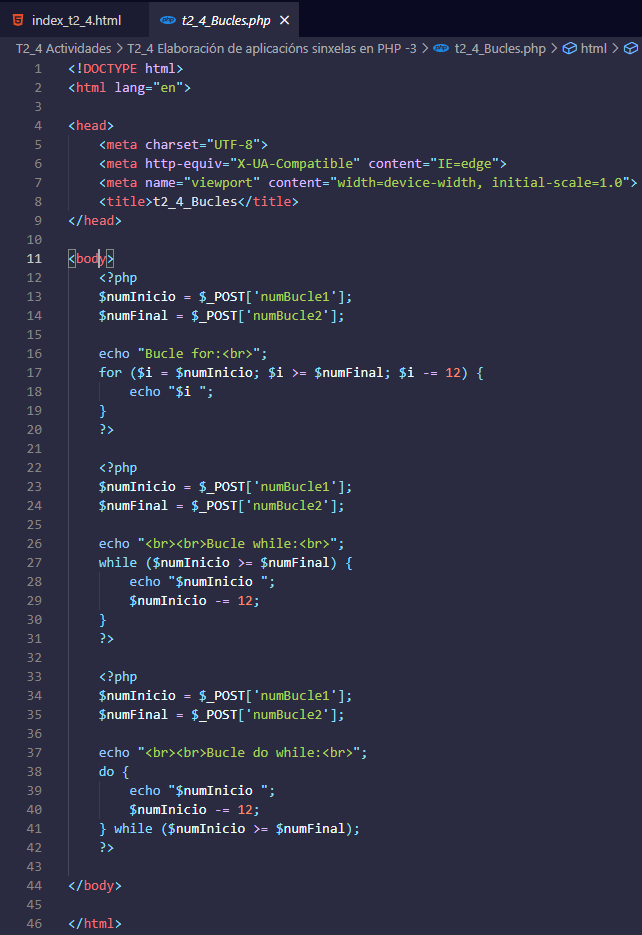 index_t2_4.html t2_4_Bucles.php ×
T2_4 Actividades > T2_4 Elaboración de aplicacións sinxelas en PHP -3 > t2_4_Bucles.php > html >
1 <!DOCTYPE html>
2 <html lang="en">
3
4 <head>
5     <meta charset="UTF-8">
6     <meta http-equiv="X-UA-Compatible" content="IE=edge">
7     <meta name="viewport" content="width=device-width, initial-scale=1.0">
8     <title>t2_4_Bucles</title>
9 </head>
10
11 <body>
12     <?php
13     $numInicio = $_POST['numBucle1'];
14     $numFinal = $_POST['numBucle2'];
15
16     echo "Bucle for:<br>";
17     for ($i = $numInicio; $i >= $numFinal; $i -= 12) {
18         echo "$i ";
19     }
20     ?>
21
22     <?php
23     $numInicio = $_POST['numBucle1'];
24     $numFinal = $_POST['numBucle2'];
25
26     echo "<br><br>Bucle while:<br>";
27     while ($numInicio >= $numFinal) {
28         echo "$numInicio ";
29         $numInicio -= 12;
30     }
31     ?>
32
33     <?php
34     $numInicio = $_POST['numBucle1'];
35     $numFinal = $_POST['numBucle2'];
36
37     echo "<br><br>Bucle do while:<br>";
38     do {
39         echo "$numInicio ";
40         $numInicio -= 12;
41     } while ($numInicio >= $numFinal);
42     ?>
43
44 </body>
45
46 </html>